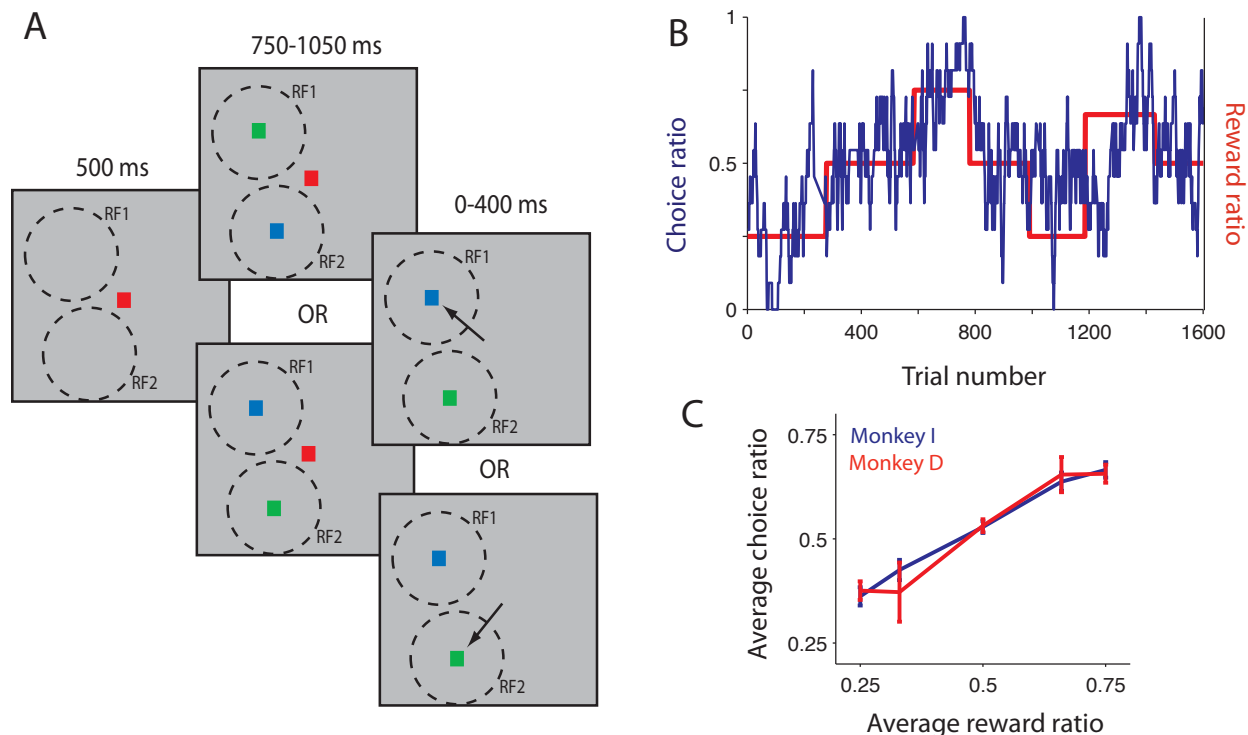 A
500 ms
RF1
RF2
750-1050 ms
RF1
RF2
OR
RF1
RF2
0-400 ms
RF1
RF2
OR
RF1
RF2
B
Choice ratio
1
0.5
0
1
0 400 800 1200 1600
Trial number
Reward ratio
C
Monkey I
Monkey D
Average choice ratio
0.75
0.5
0.25
0.25 0.5 0.75
Average reward ratio